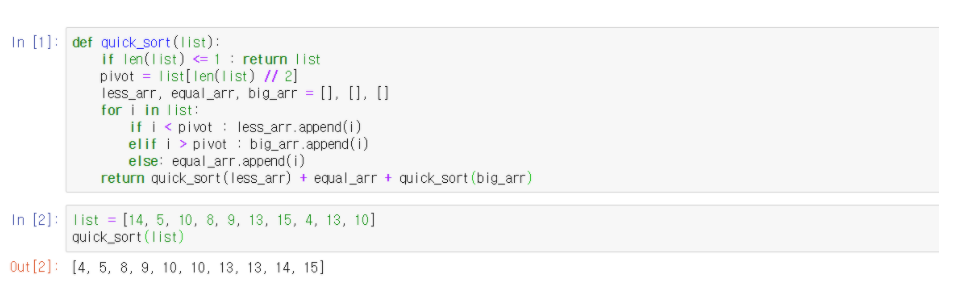 In [1]: def quick_sort(list):
    if len(list) <= 1 : return list
    pivot = list[len(list) // 2]
    less_arr, equal_arr, big_arr = [], [], []
    for i in list:
        if i < pivot : less_arr.append(i)
        elif i > pivot : big_arr.append(i)
        else: equal_arr.append(i)
    return quick_sort(less_arr) + equal_arr + quick_sort(big_arr)
In [2]: list = [14, 5, 10, 8, 9, 13, 15, 4, 13, 10]
quick_sort(list)
Out[2]: [4, 5, 8, 9, 10, 10, 13, 13, 14, 15]